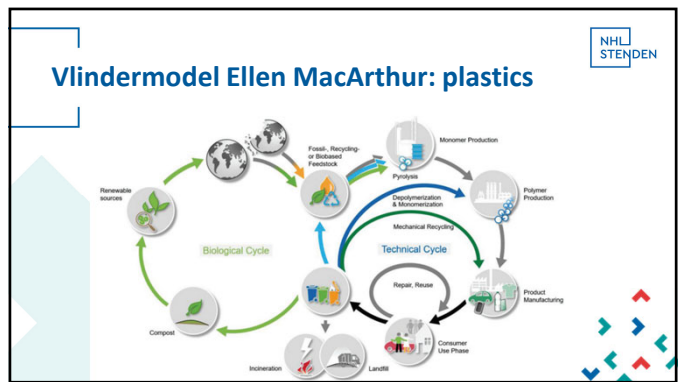 NHL
STENDEN
Vlindermodel Ellen MacArthur: plastics
Fossil-, Recycling-
or Biobased
Feedstock
Monomer Production
Pyrolysis
Renewable
sources
Depolymerization
& Monomerization
Polymer
Production
Mechanical Recycling
Biological Cycle
Technical Cycle
Repair, Reuse
Product
Manufacturing
Compost
Consumer
Use Phase
Incineration
Landfill